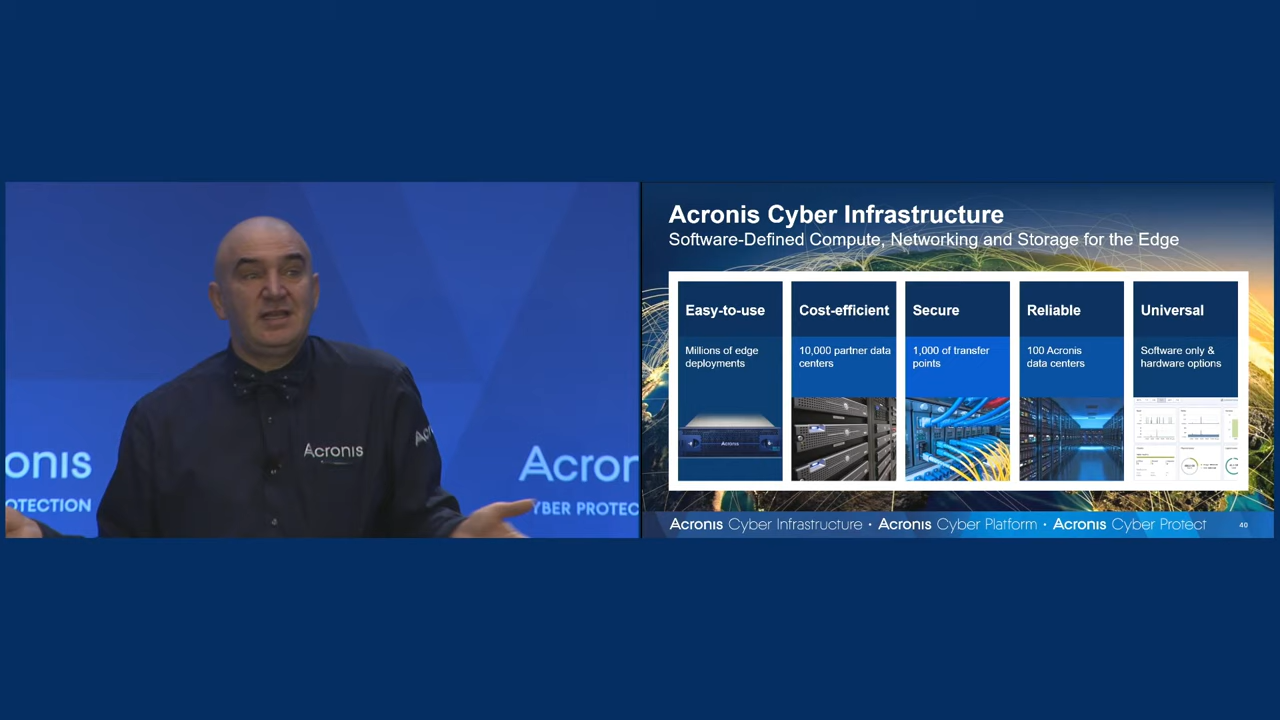 Acronis
Ac
onis
OTECTION
Acron
YBER PROTEC
Acronis Cyber Infrastructure
Software-Defined Compute, Networking and Storage for the Edge
Easy-to-use
Millions of edge
deployments
Acronis
Cost-efficient
10,000 partner data
centers
Secure
1,000 of transfer
points
Reliable
100 Acronis
data centers
Universal
Software only &
hardware options
Acronis Cyber Infrastructure · Acronis Cyber Platform · Acronis Cyber Protect
40